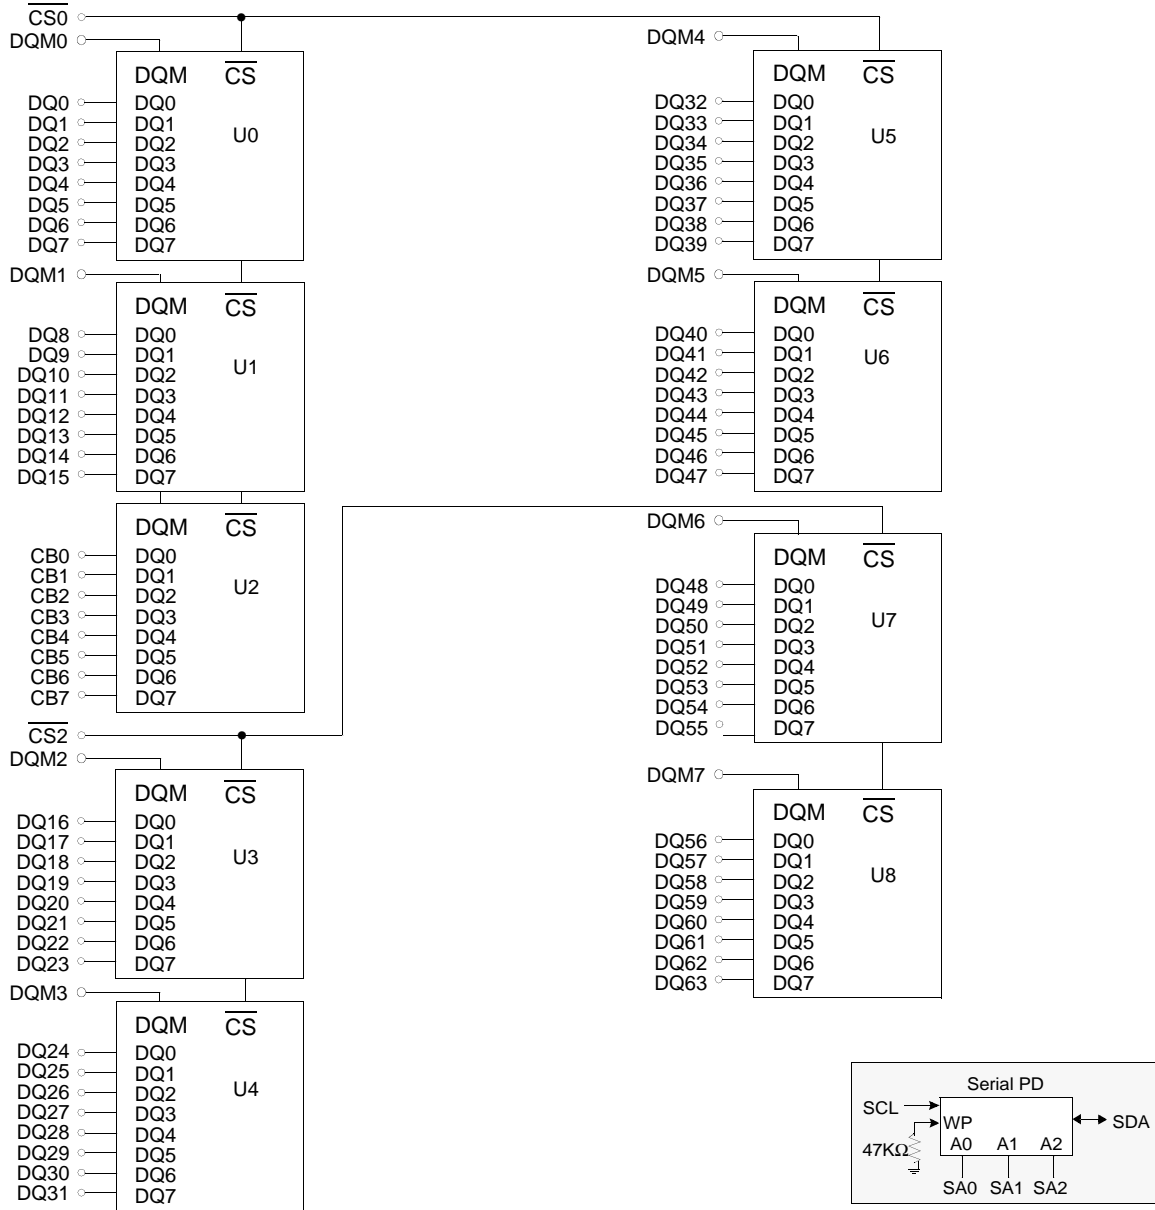 CS0
DQM0
DQM CS
DQ0 DQ0
DQ1 DQ1
U0
DQ2 DQ2
DQ3 DQ3
DQ4 DQ4
DQ5 DQ5
DQ6 DQ6
DQ7 DQ7
DQM1
DQM CS
DQ8 DQ0
DQ9 DQ1
U1
DQ10 DQ2
DQ11 DQ3
DQ12 DQ4
DQ13 DQ5
DQ14 DQ6
DQ15 DQ7
DQM CS
CB0 DQ0
CB1 DQ1
U2
CB2 DQ2
CB3 DQ3
CB4 DQ4
CB5 DQ5
CB6 DQ6
CB7 DQ7
CS2
DQM2
DQM CS
DQ16 DQ0
DQ17 DQ1
U3
DQ18 DQ2
DQ19 DQ3
DQ20 DQ4
DQ21 DQ5
DQ22 DQ6
DQ23 DQ7
DQM3
DQM CS
DQ24 DQ0
DQ25 DQ1
U4
DQ26 DQ2
DQ27 DQ3
DQ28 DQ4
DQ29 DQ5
DQ30 DQ6
DQ31 DQ7
DQM4
DQM CS
DQ32 DQ0
DQ33 DQ1
U5
DQ34 DQ2
DQ35 DQ3
DQ36 DQ4
DQ37 DQ5
DQ38 DQ6
DQ39 DQ7
DQM5
DQM CS
DQ40 DQ0
DQ41 DQ1
U6
DQ42 DQ2
DQ43 DQ3
DQ44 DQ4
DQ45 DQ5
DQ46 DQ6
DQ47 DQ7
DQM6
DQM CS
DQ48 DQ0
DQ49 DQ1
U7
DQ50 DQ2
DQ51 DQ3
DQ52 DQ4
DQ53 DQ5
DQ54 DQ6
DQ55 DQ7
DQM7
DQM CS
DQ56 DQ0
DQ57 DQ1
U8
DQ58 DQ2
DQ59 DQ3
DQ60 DQ4
DQ61 DQ5
DQ62 DQ6
DQ63 DQ7
Serial PD
SCL
WP
SDA
47KΩ
A0 A1 A2
SA0 SA1 SA2